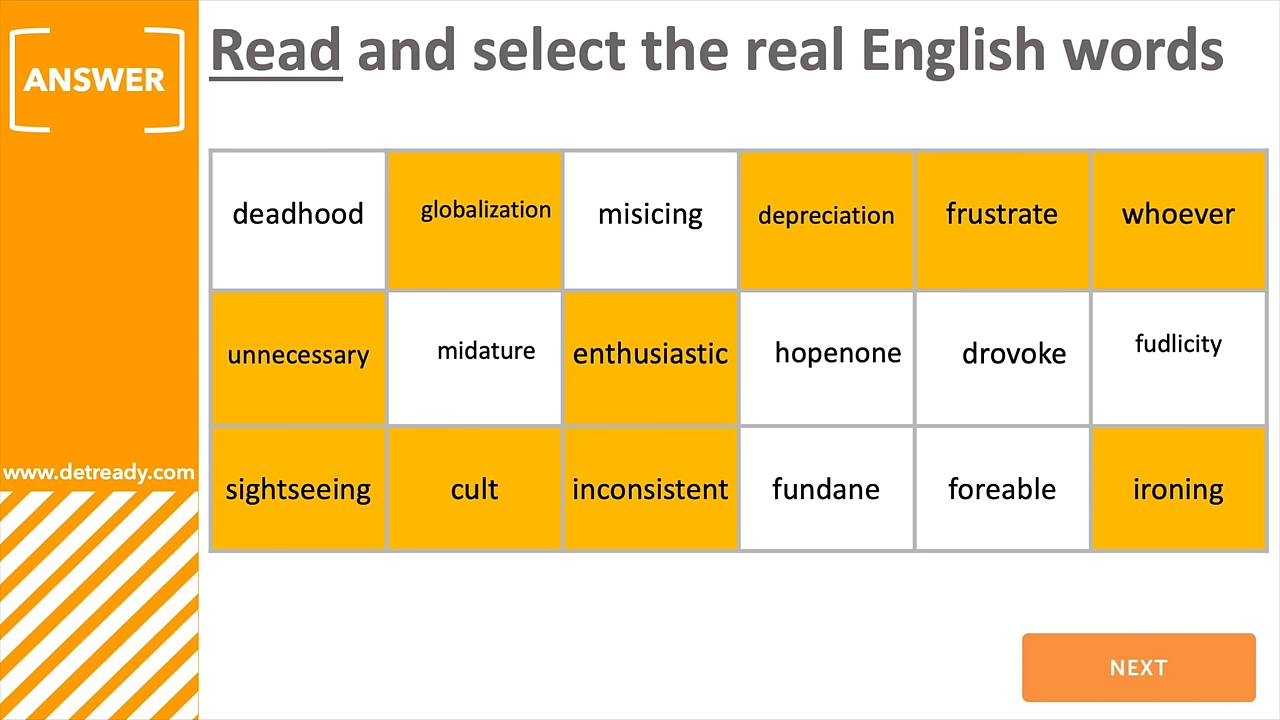 ANSWER
Read and select the real English words
deadhood globalization misicing depreciation frustrate whoever
unnecessary midature enthusiastic hopenone drovoke fudlicity
sightseeing cult inconsistent fundane foreable ironing
www.detready.com
NEXT